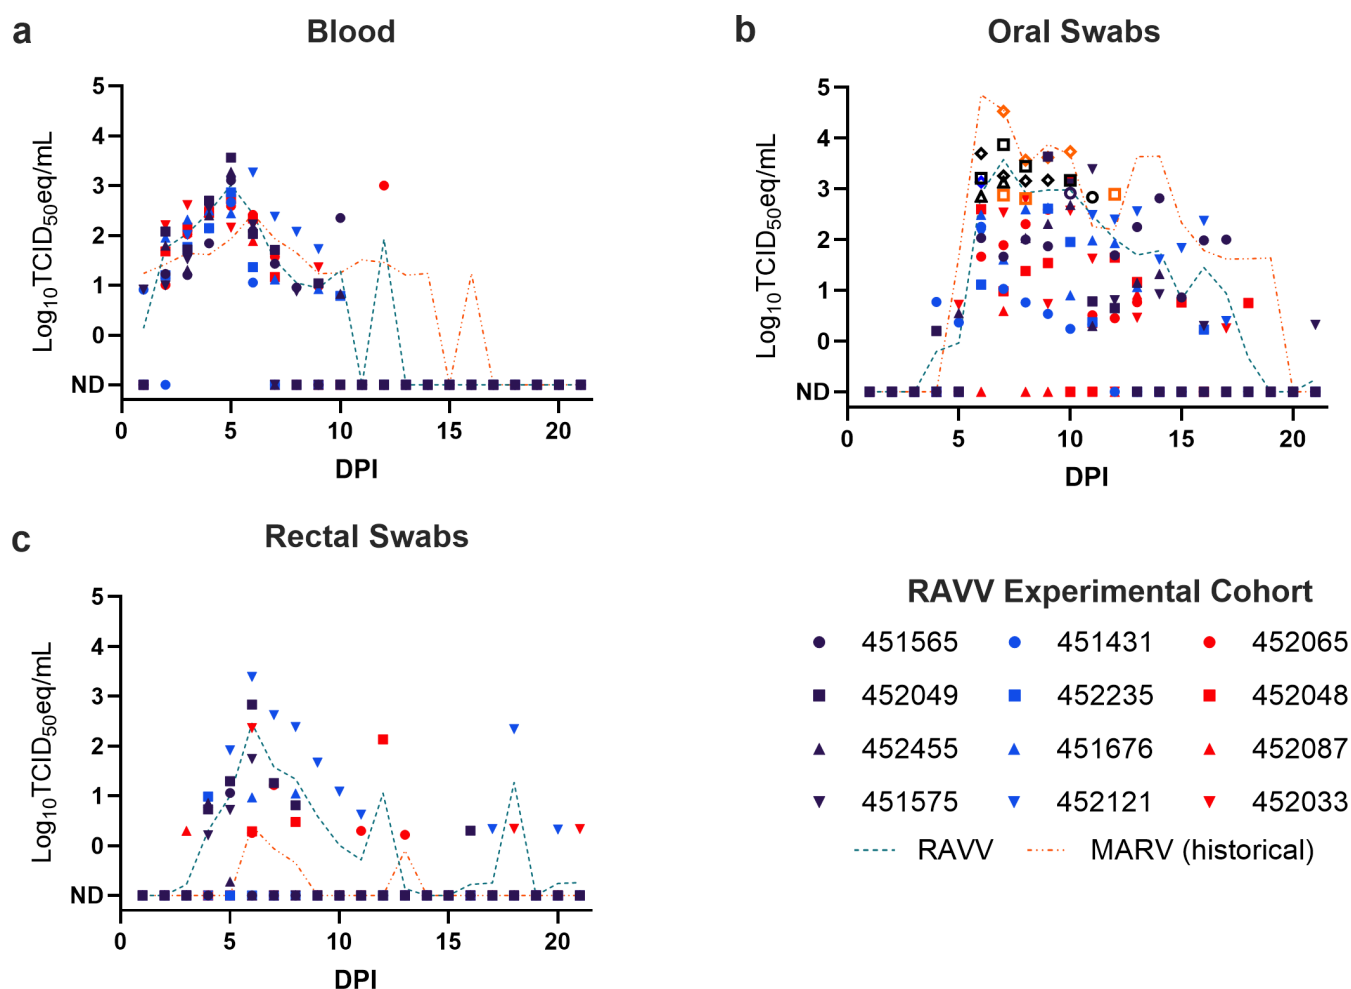 a
Blood
Log10TCID50eq/mL
5
4
3
2
1
0
ND
0
5
10
15
20
DPI
b
Oral Swabs
Log10TCID50eq/mL
5
4
3
2
1
0
ND
0
5
10
15
20
DPI
c
Rectal Swabs
Log10TCID50eq/mL
5
4
3
2
1
0
ND
0
5
10
15
20
DPI
RAVV Experimental Cohort
451565 451431 452065
452049 452235 452048
452455 451676 452087
451575 452121 452033
RAVV MARV (historical)